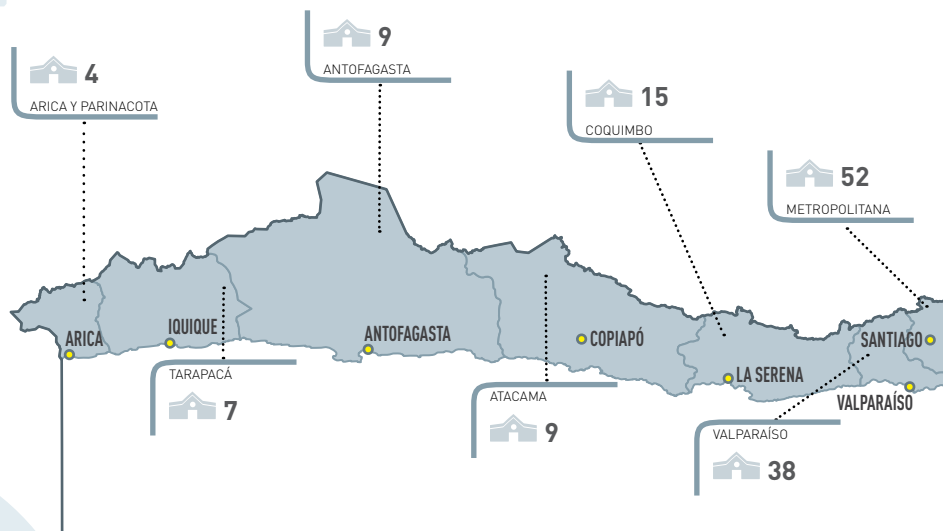 9
ANTOFAGASTA
4
ARICA Y PARINACOTA
15
COQUIMBO
52
METROPOLITANA
ARICA
IQUIQUE
ANTOFAGASTA
COPIAPÓ
LA SERENA
SANTIAGO
VALPARAÍSO
TARAPACÁ
7
ATACAMA
9
VALPARAÍSO
38